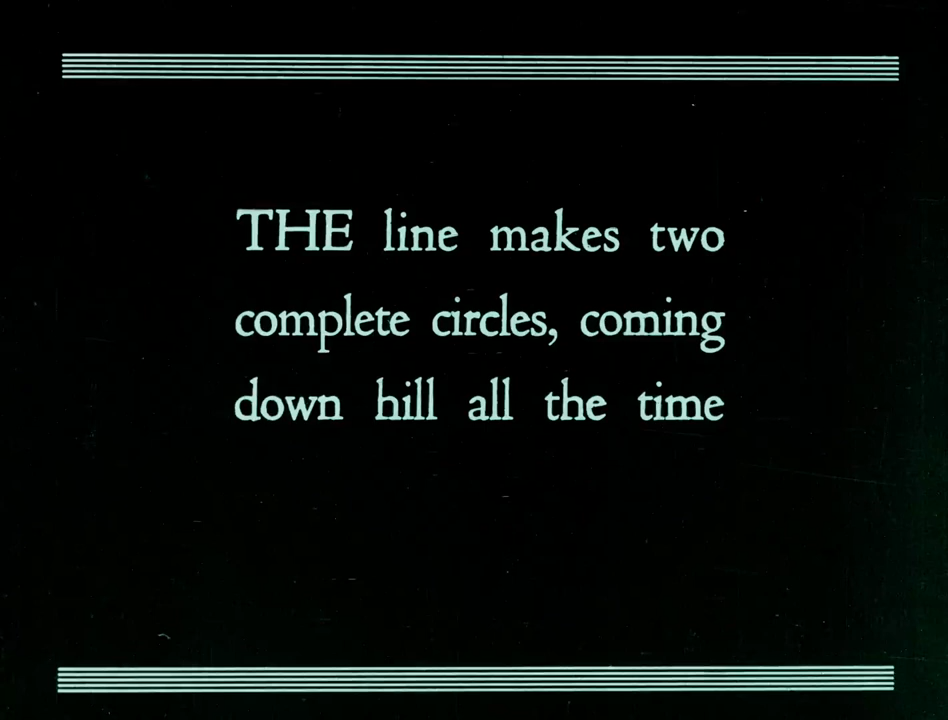 THE line makes two
complete circles, coming
down hill all the time